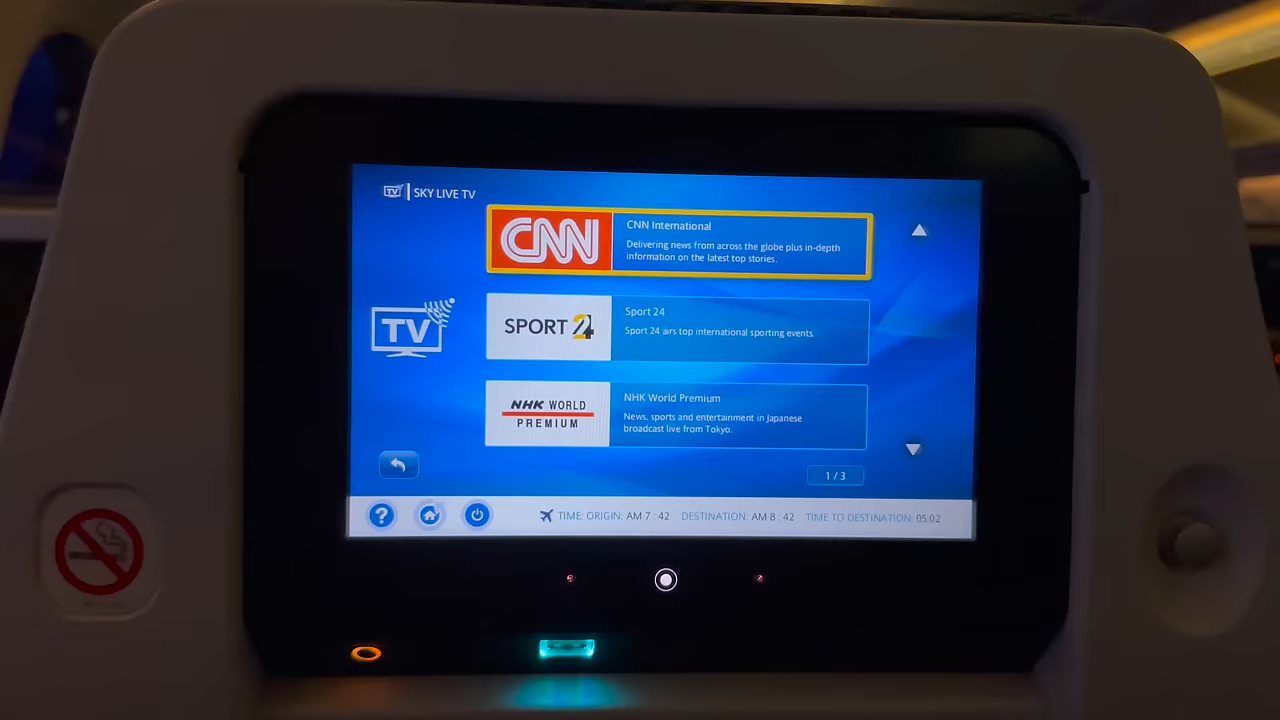 TV | SKY LIVE TV
CNN
CNN International
Delivering news from across the globe plus in-depth
information on the latest top stories.
TV
SPORT 24
Sport 24
Sport 24 airs top international sporting events.
NHK WORLD
PREMIUM
NHK World Premium
News, sports and entertainment in Japanese
broadcast live from Tokyo.
1 / 3
? TIME: ORIGIN: AM 7 : 42 DESTINATION: AM 8 : 42 TIME TO DESTINATION: 05:02